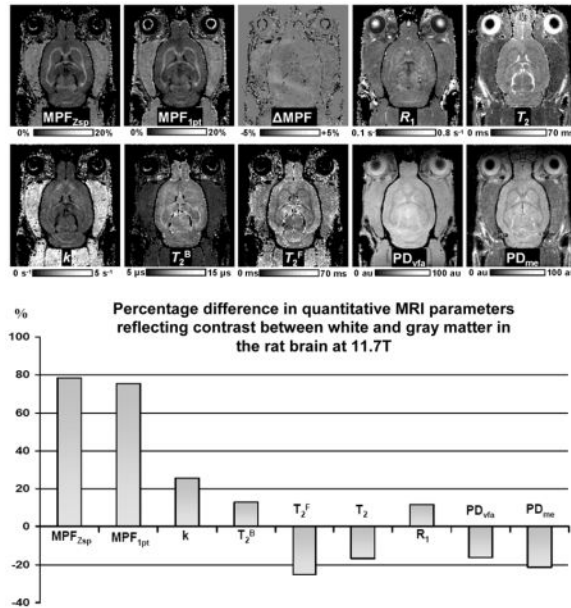 MPF_Zsp MPF_1pt ΔMPF R_1 T_2
0% 20% 0% 20% -5% +5% 0.1 s⁻¹ 0.8 s⁻¹ 0 ms 70 ms
k T_2^B T_2^F PD_vfa PD_me
0 s⁻¹ 5 s⁻¹ 5 µs 15 µs 0 ms 70 ms 0 au 100 au 0 au 100 au
Percentage difference in quantitative MRI parameters
reflecting contrast between white and gray matter in
the rat brain at 11.7T
%
100
80
60
40
20
0
-20
-40
T_2^F T_2 PD_vfa PD_me
MPF_Zsp MPF_1pt k T_2^B R_1